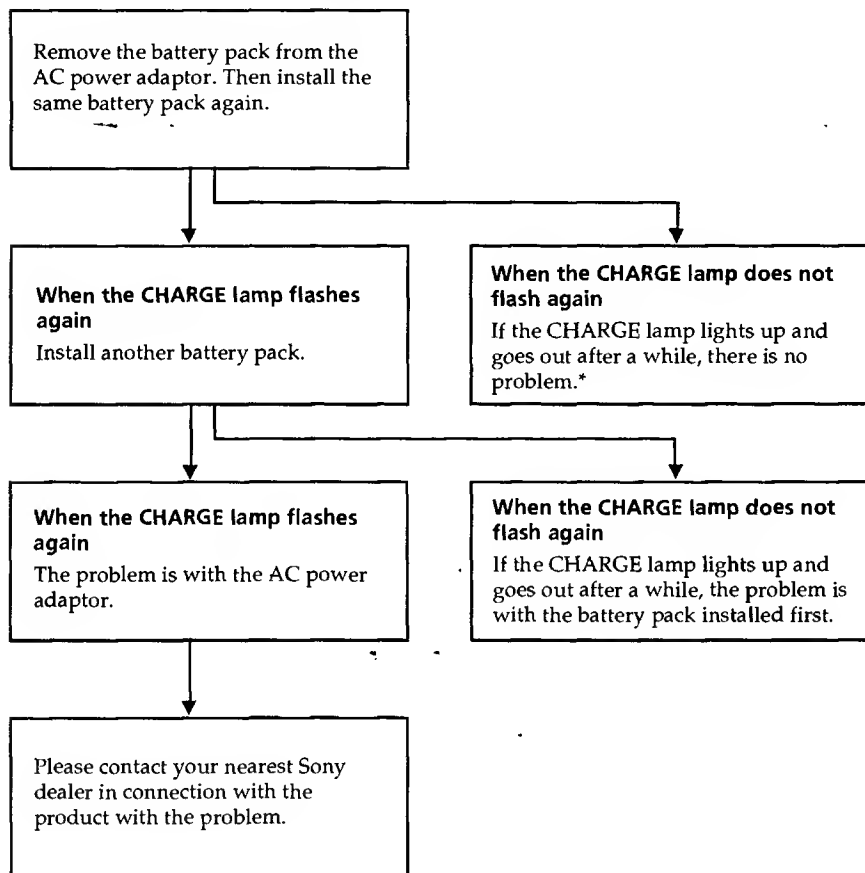 Remove the battery pack from the
AC power adaptor. Then install the
same battery pack again.
When the CHARGE lamp flashes
again
Install another battery pack.
When the CHARGE lamp does not
flash again
If the CHARGE lamp lights up and
goes out after a while, there is no
problem.*
When the CHARGE lamp flashes
again
The problem is with the AC power
adaptor.
When the CHARGE lamp does not
flash again
If the CHARGE lamp lights up and
goes out after a while, the problem is
with the battery pack installed first.
Please contact your nearest Sony
dealer in connection with the
product with the problem.